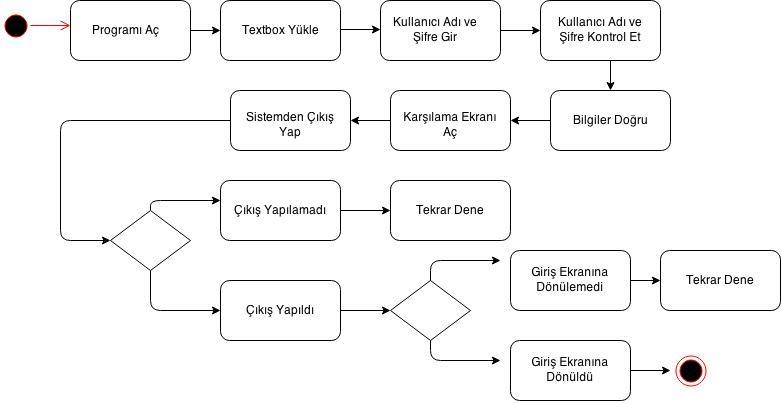 Programı Aç
Textbox Yükle
Kullanıcı Adı ve
Şifre Gir
Kullanıcı Adı ve
Şifre Kontrol Et
Bilgiler Doğru
Karşılama Ekranı
Aç
Sistemden Çıkış
Yap
Çıkış Yapılamadı
Tekrar Dene
Çıkış Yapıldı
Giriş Ekranına
Dönülemedi
Tekrar Dene
Giriş Ekranına
Dönüldü